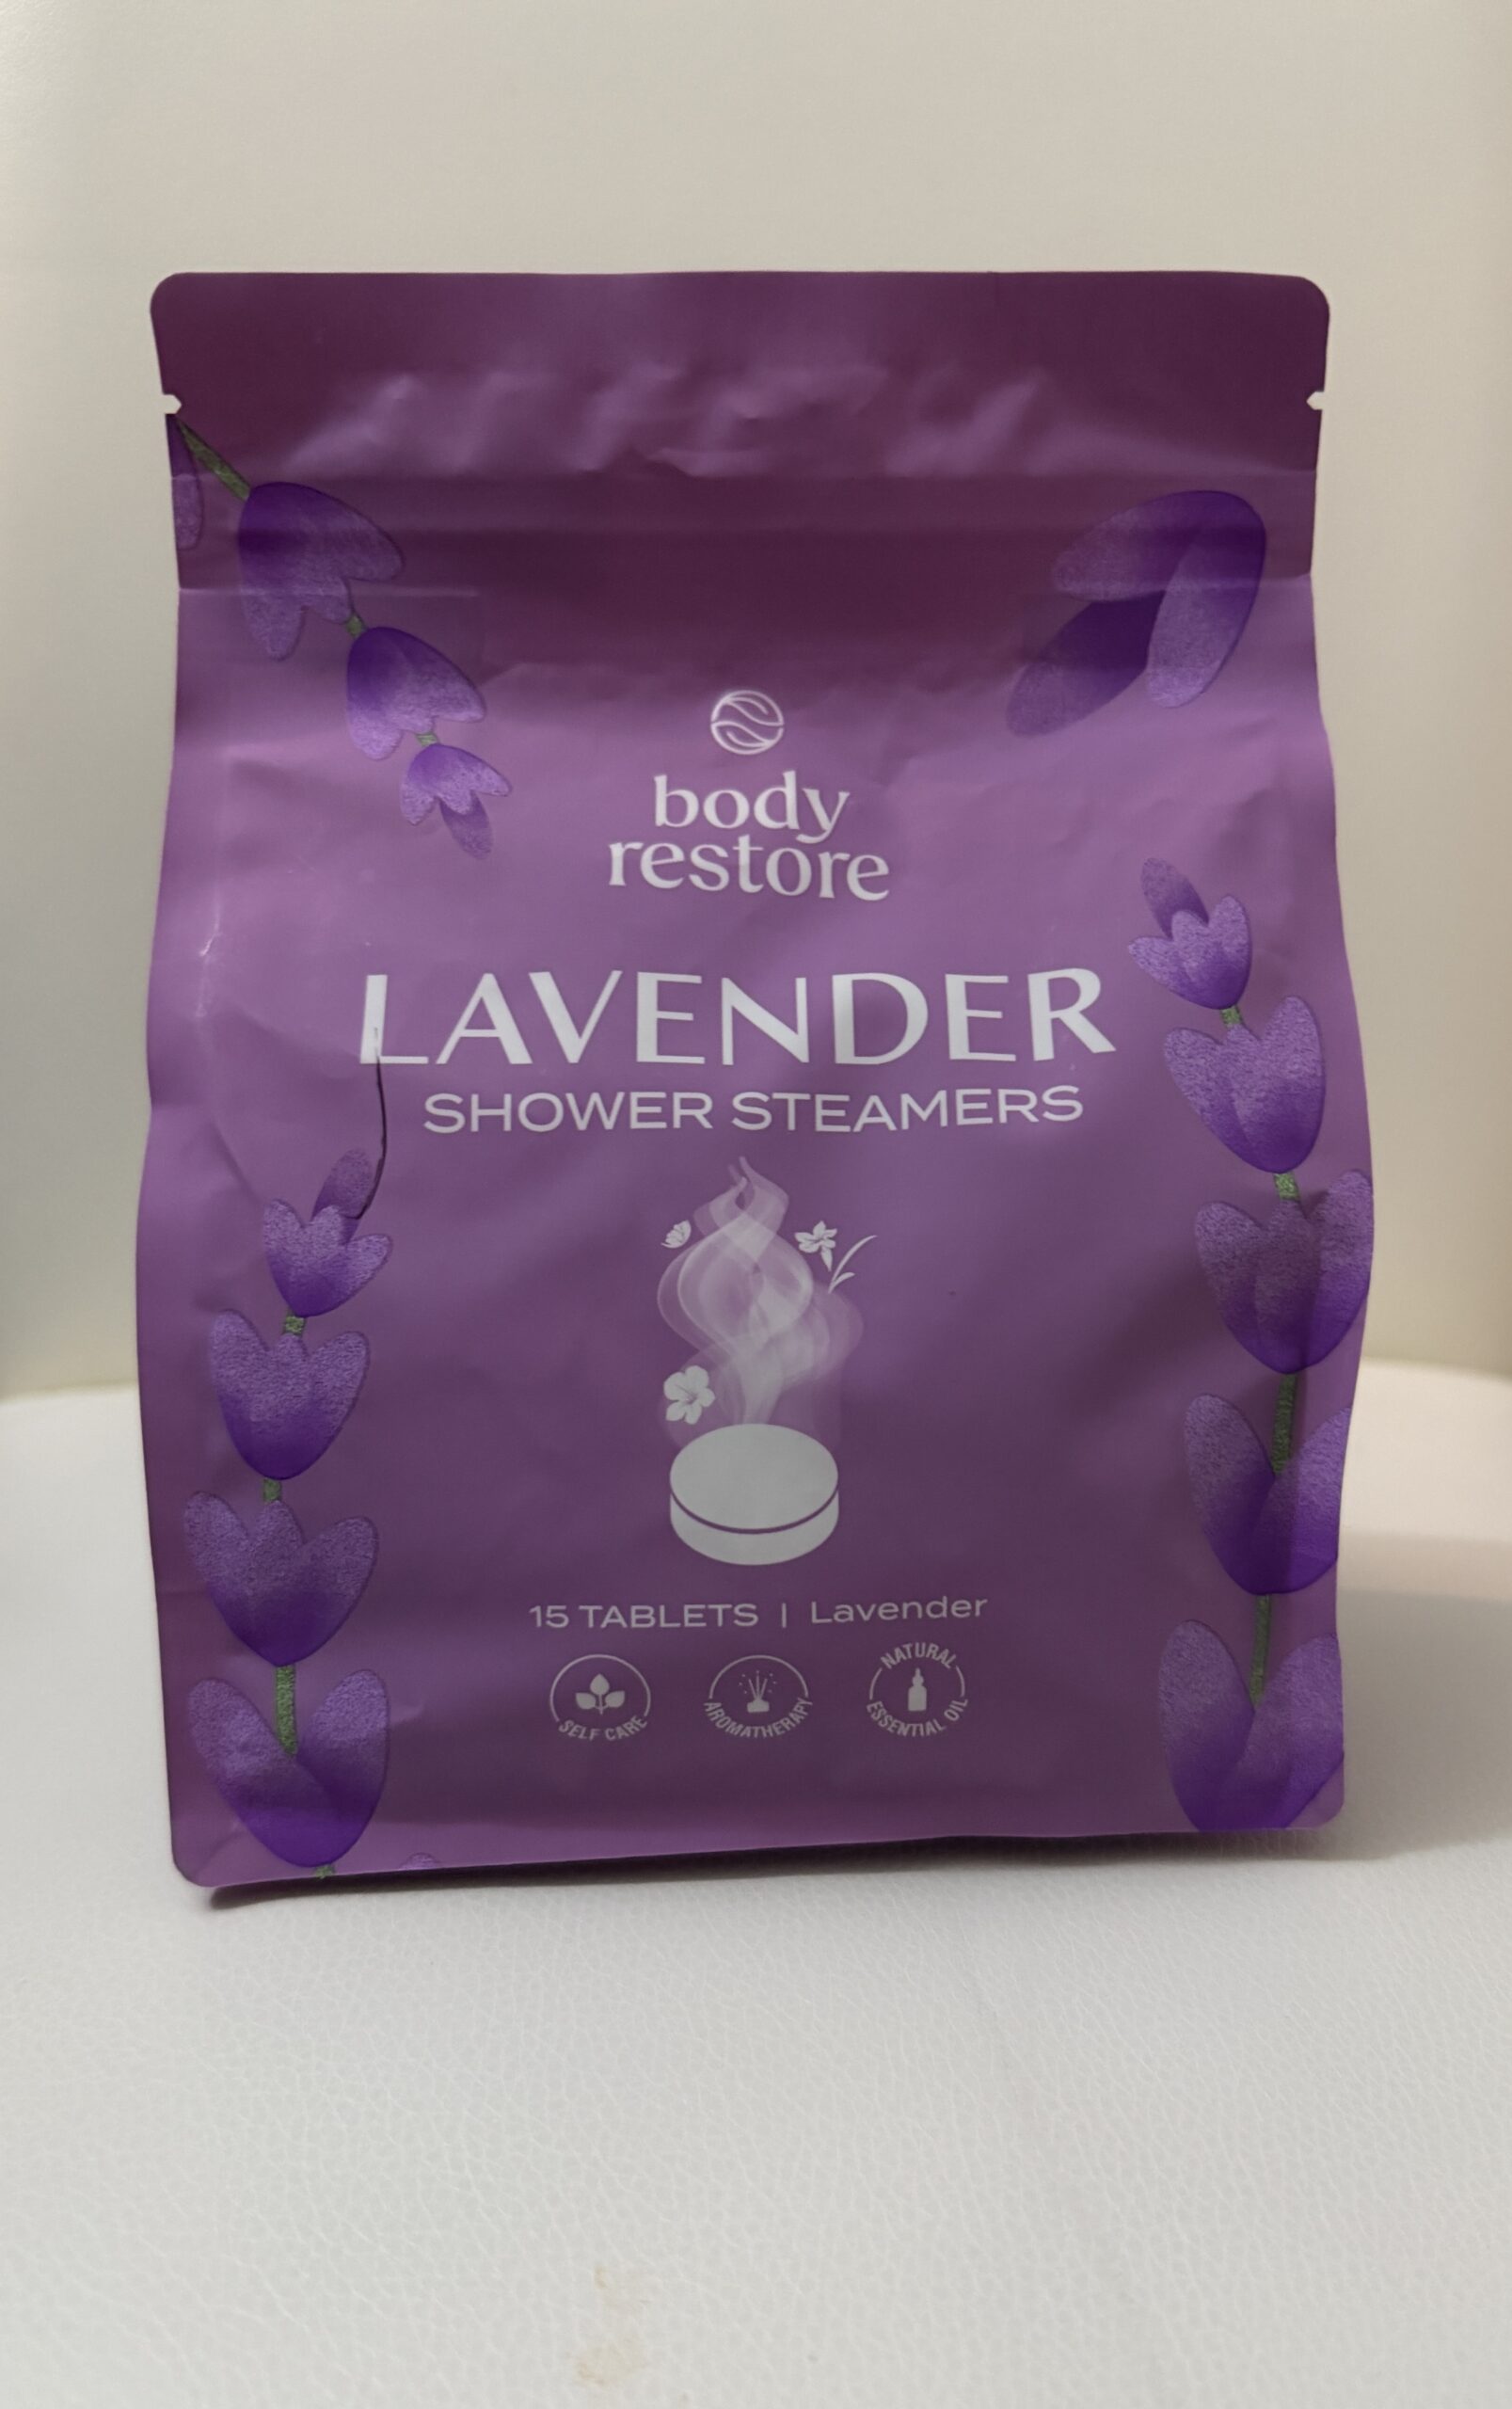 body
restore
LAVENDER
SHOWER STEAMERS
15 TABLETS | Lavender
SELF CARE
AROMATHERAPY
NATURAL
ESSENTIAL OIL